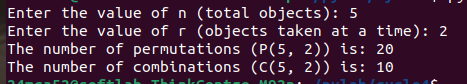 Enter the value of n (total objects): 5
Enter the value of r (objects taken at a time): 2
The number of permutations (P(5, 2)) is: 20
The number of combinations (C(5, 2)) is: 10